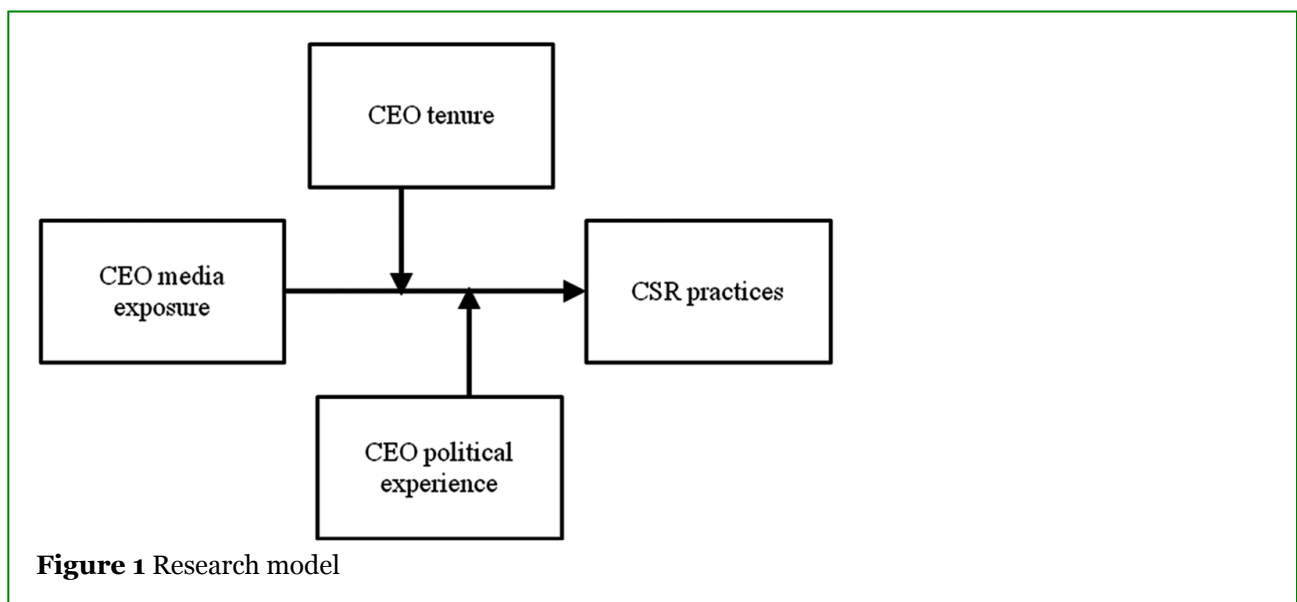 CEO tenure
CEO media
exposure
CSR practices
CEO political
experience
Figure 1 Research model